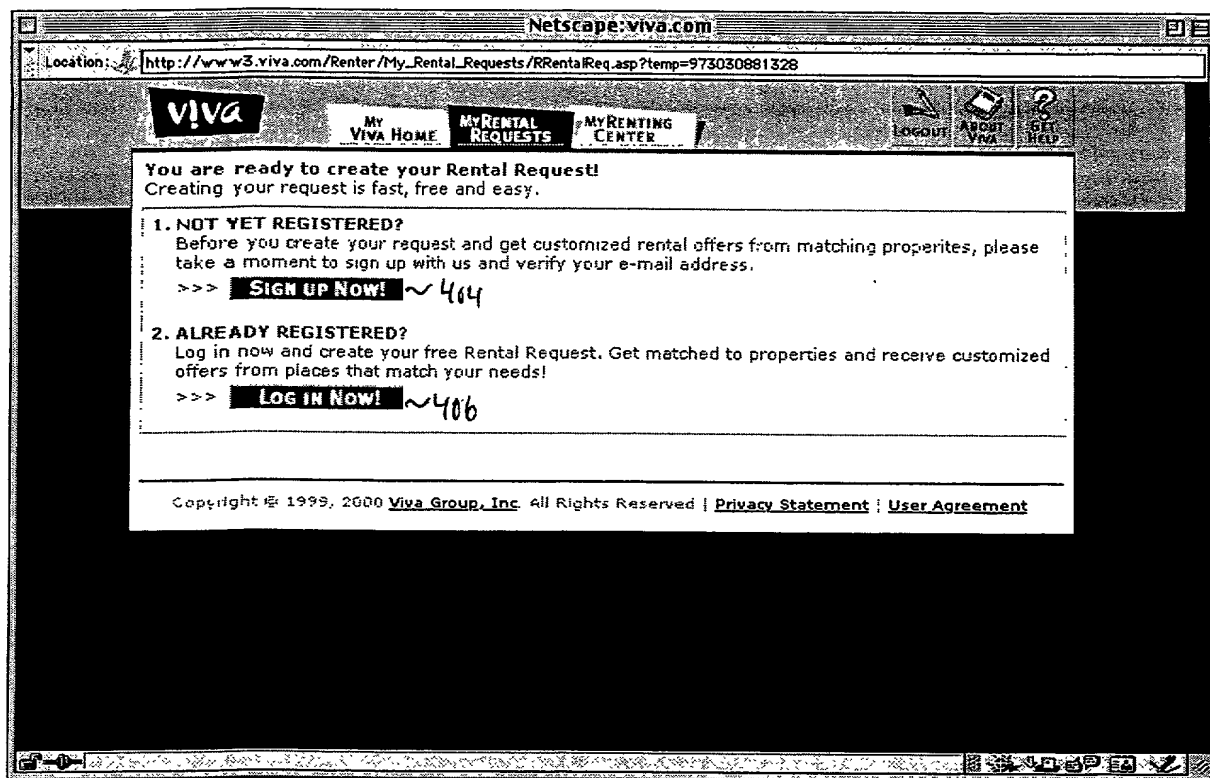 Netscape:viva.com
Location: http://www3.viva.com/Renter/My_Rental_Requests/RRentalReq.asp?temp=973030881328
v!va
MY VIVA HOME
MYRENTAL REQUESTS
MYRENTING CENTER
LOGOUT
ABOUT VIVA
GET HELP
You are ready to create your Rental Request!
Creating your request is fast, free and easy.
1. NOT YET REGISTERED?
Before you create your request and get customized rental offers from matching properites, please
take a moment to sign up with us and verify your e-mail address.
>>> SIGN UP NOW! ~404
2. ALREADY REGISTERED?
Log in now and create your free Rental Request. Get matched to properties and receive customized
offers from places that match your needs!
>>> LOG IN NOW! ~406
Copyright © 1999, 2000 Viva Group, Inc. All Rights Reserved | Privacy Statement | User Agreement